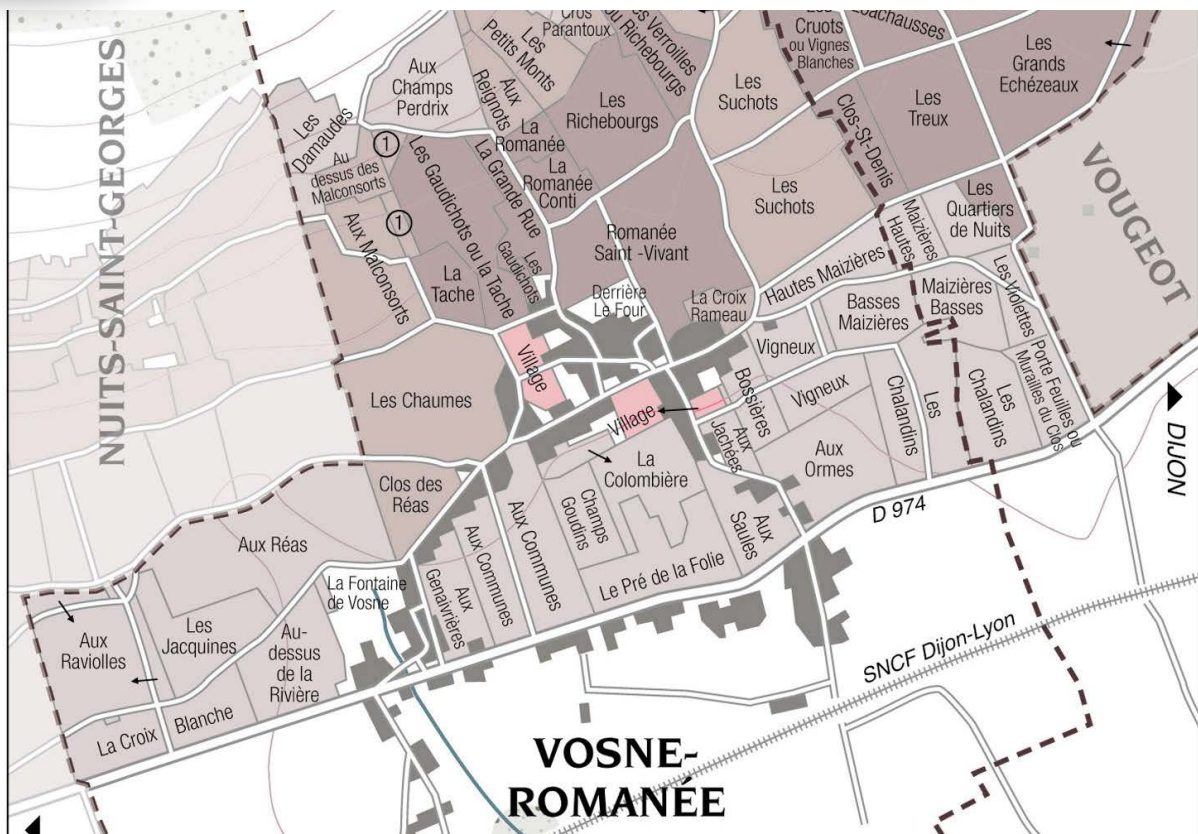 NUITS-SAINT-GEORGES
Les
Damaudes
Au
dessus des
Malconsorts
1
1
Aux Malconsorts
Aux
Champs
Perdrix
Les
Petits Monts
Cros
Parantoux
Aux
Reignots
Les Verroilles
ou Richebourgs
Les
Richebourgs
La
Romanée
La
Romanée
Conti
La Grande Rue
Les Gaudichots ou la Tache
Les
Gaudichots
La
Tache
Romanée
Saint -Vivant
Derrière
Le Four
La Croix
Rameau
Les
Suchots
Les
Suchots
Les
Cruots
ou Vignes
Blanches
Loachausses
Clos-St-Denis
Les
Treux
Les
Grands
Echézeaux
Les
Quartiers
de Nuits
VOUGEOT
Maizières
Hautes
Hautes Maizières
Basses
Maizières
Maizières
Basses
Les Violettes
Porte Feuilles ou
Murailles du Clos
Vigneux
Vigneux
Bossières
Les
Chalandins
Les
Chalandins
Village
Village
Les Chaumes
Clos des
Réas
Aux Réas
La
Colombière
Aux
Jachées
Aux
Ormes
Aux
Saules
Champs
Goudins
Le Pré de la Folie
Aux Communes
Aux Communes
Aux
Genaivrières
La Fontaine
de Vosne
Au-
dessus
de la
Rivière
Les
Jacquines
Aux
Raviolles
La Croix
Blanche
D 974
DIJON
SNCF Dijon-Lyon
VOSNE-
ROMANÉE